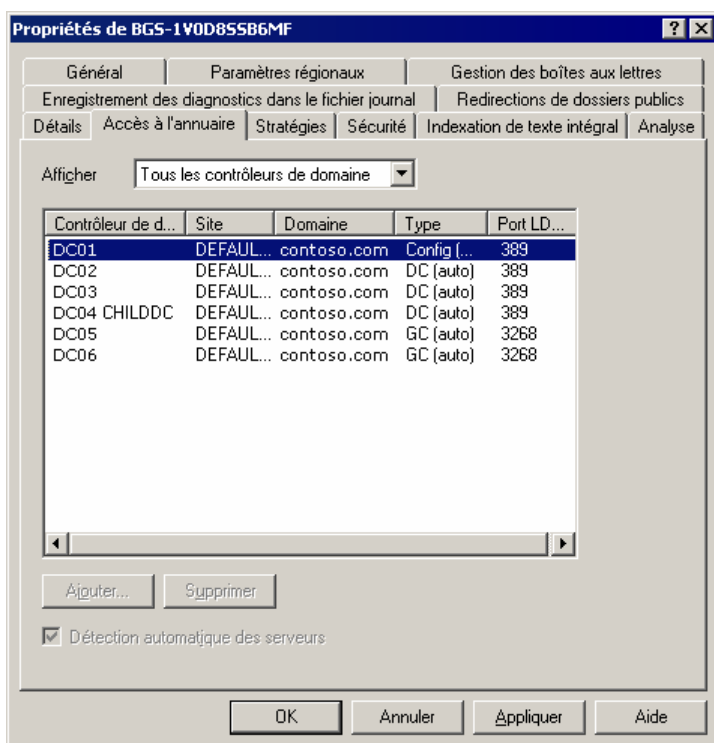 Propriétés de BGS-1V0D8SSB6MF
Général Paramètres régionaux Gestion des boîtes aux lettres
Enregistrement des diagnostics dans le fichier journal Redirections de dossiers publics
Détails Accès à l'annuaire Stratégies Sécurité Indexation de texte intégral Analyse
Afficher Tous les contrôleurs de domaine
Contrôleur de d... Site Domaine Type Port LD...
DC01 DEFAUL... contoso.com Config (... 389
DC02 DEFAUL... contoso.com DC (auto) 389
DC03 DEFAUL... contoso.com DC (auto) 389
DC04 CHILDDC DEFAUL... contoso.com DC (auto) 389
DC05 DEFAUL... contoso.com GC (auto) 3268
DC06 DEFAUL... contoso.com GC (auto) 3268
Ajouter... Supprimer
Détection automatique des serveurs
OK Annuler Appliquer Aide